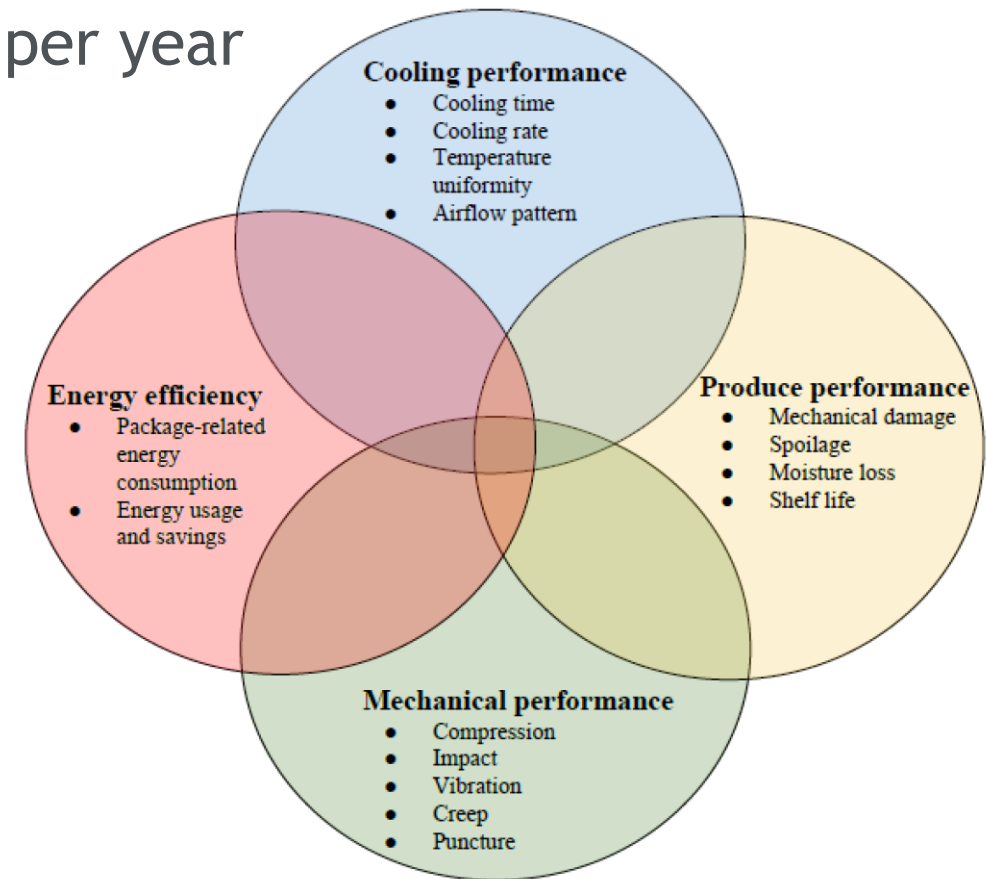 per year
Cooling performance
● Cooling time
● Cooling rate
● Temperature
uniformity
● Airflow pattern
Energy efficiency
● Package-related
energy
consumption
● Energy usage
and savings
Produce performance
● Mechanical damage
● Spoilage
● Moisture loss
● Shelf life
Mechanical performance
● Compression
● Impact
● Vibration
● Creep
● Puncture